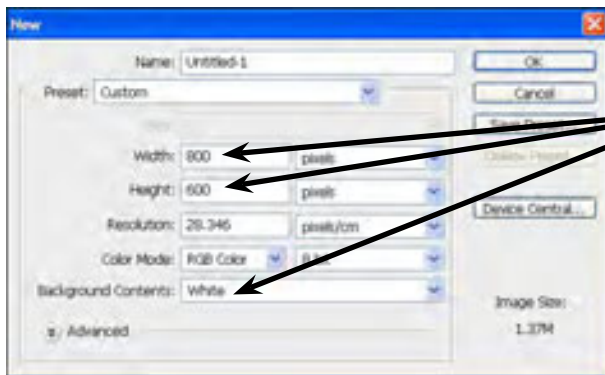 New
Name: Untitled-1
OK
Preset: Custom
Cancel
Width: 800 pixels
Height: 600 pixels
Device Central...
Resolution: 28.346 pixels/cm
Color Mode: RGB Color
Background Contents: White
Image Size:
Advanced
1.37M